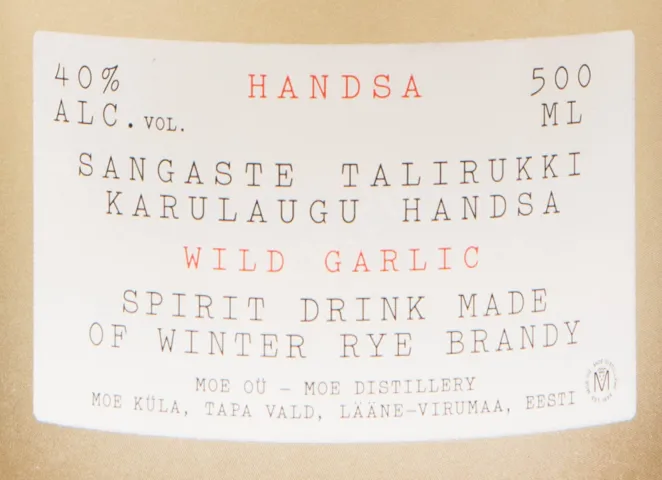 40%
ALC. VOL.
HANDSA
500
ML
SANGASTE TALIRUKKI
KARULAUGU HANDSA
WILD GARLIC
SPIRIT DRINK MADE
OF WINTER RYE BRANDY
MOE OÜ – MOE DISTILLERY
MOE KÜLA, TAPA VALD, LÄÄNE-VIRUMAA, EESTI
M